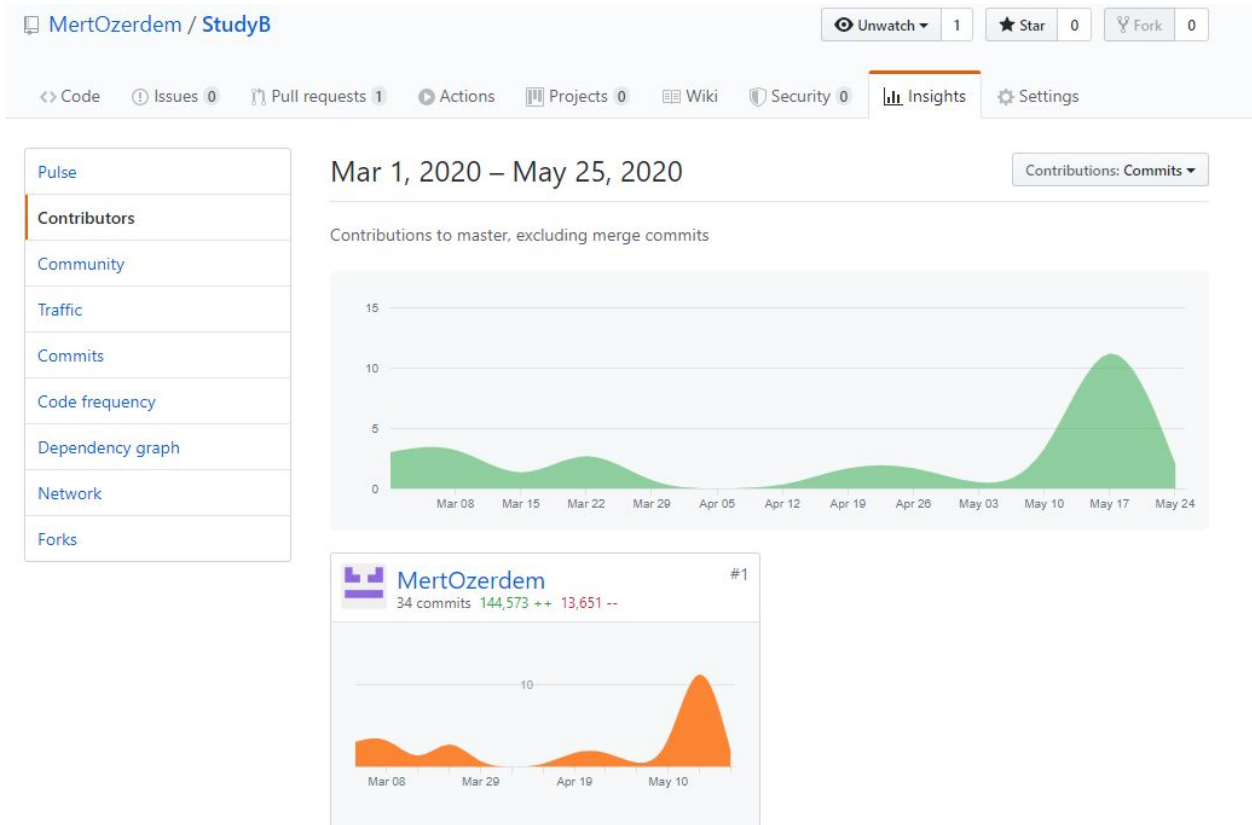 MertOzerdem / StudyB
Unwatch 1 Star 0 Fork 0
<> Code Issues 0 Pull requests 1 Actions Projects 0 Wiki Security 0 Insights Settings
Pulse
Contributors
Community
Traffic
Commits
Code frequency
Dependency graph
Network
Forks
Mar 1, 2020 – May 25, 2020
Contributions: Commits
Contributions to master, excluding merge commits
15
10
5
0
Mar 08 Mar 15 Mar 22 Mar 29 Apr 05 Apr 12 Apr 19 Apr 26 May 03 May 10 May 17 May 24
MertOzerdem #1
34 commits 144,573 ++ 13,651 --
10
Mar 08 Mar 29 Apr 19 May 10